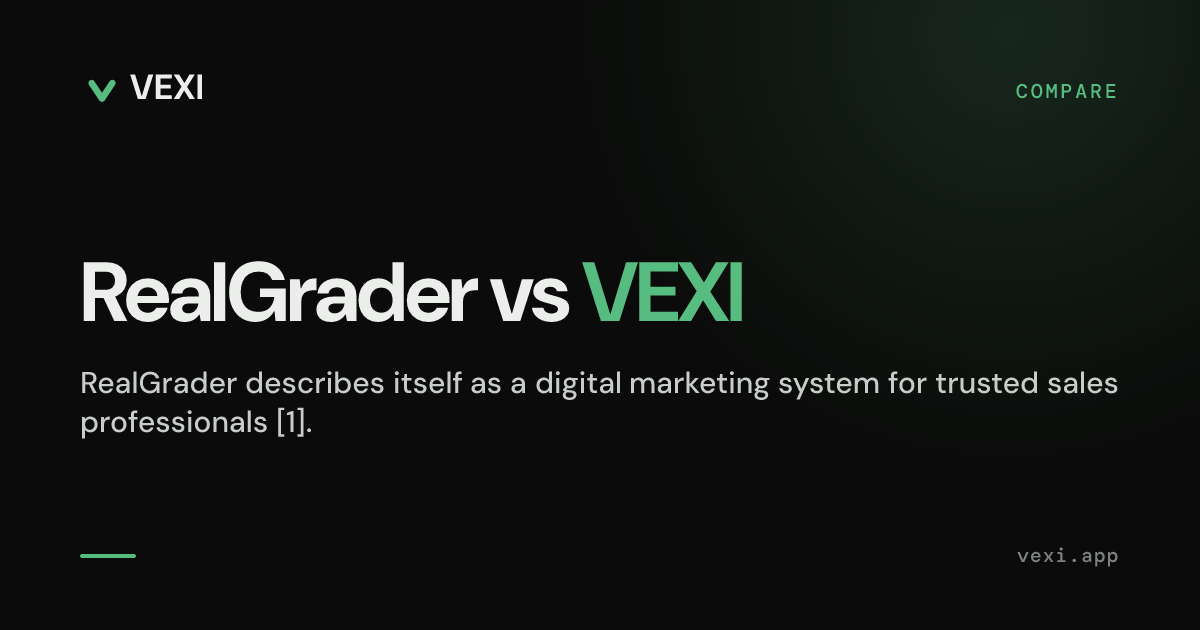 VEXI
COMPARE
RealGrader vs VEXI
RealGrader describes itself as a digital marketing system for trusted sales
professionals [1].
vexi.app